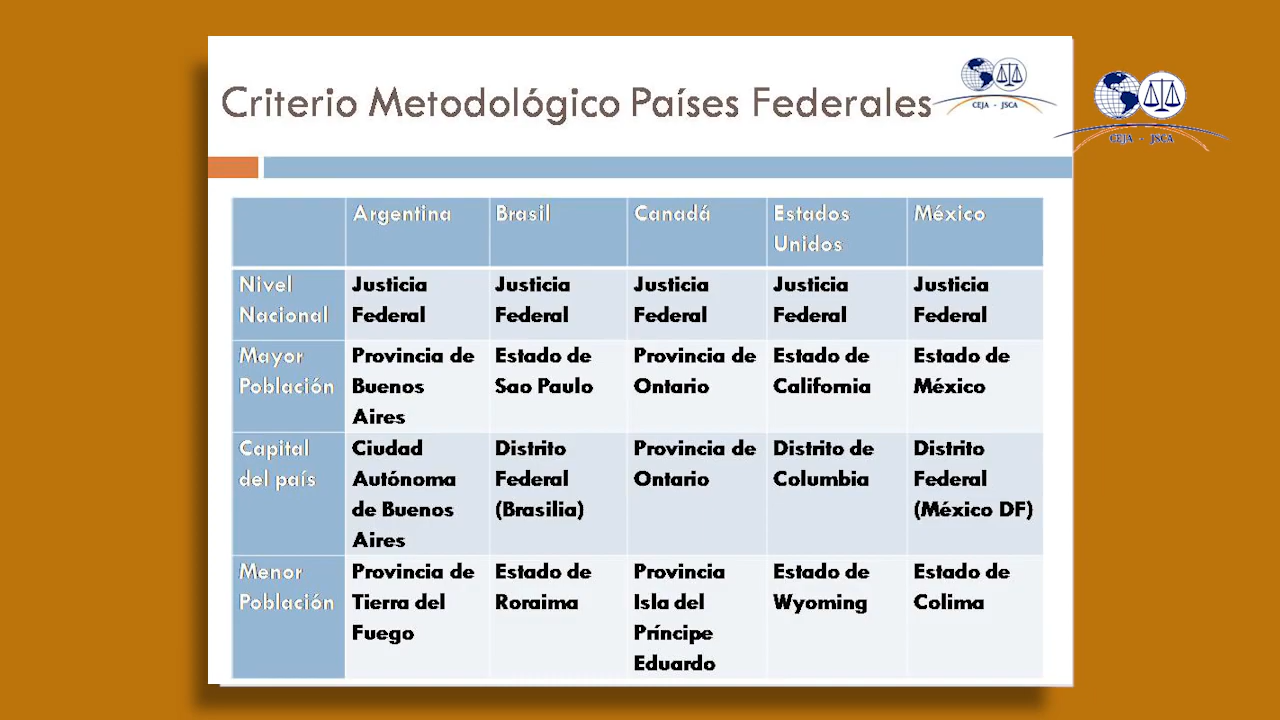 Criterio Metodológico Países Federales
CEJA - JSCA
CEJA - JSCA
Argentina
Brasil
Canadá
Estados
Unidos
México
Nivel
Nacional
Justicia
Federal
Justicia
Federal
Justicia
Federal
Justicia
Federal
Justicia
Federal
Mayor
Población
Provincia de
Buenos
Aires
Estado de
Sao Paulo
Provincia de
Ontario
Estado de
California
Estado de
México
Capital
del país
Ciudad
Autónoma
de Buenos
Aires
Distrito
Federal
(Brasilia)
Provincia de
Ontario
Distrito de
Columbia
Distrito
Federal
(México DF)
Menor
Población
Provincia de
Tierra del
Fuego
Estado de
Roraima
Provincia
Isla del
Príncipe
Eduardo
Estado de
Wyoming
Estado de
Colima